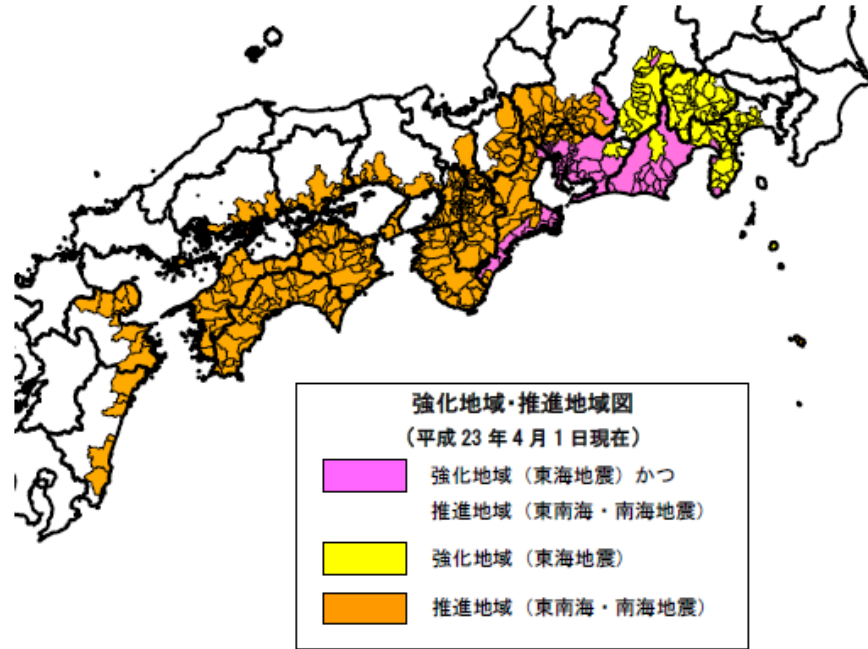 強化地域・推進地域図
（平成23年4月1日現在）
強化地域（東海地震）かつ
推進地域（東南海・南海地震）
強化地域（東海地震）
推進地域（東南海・南海地震）